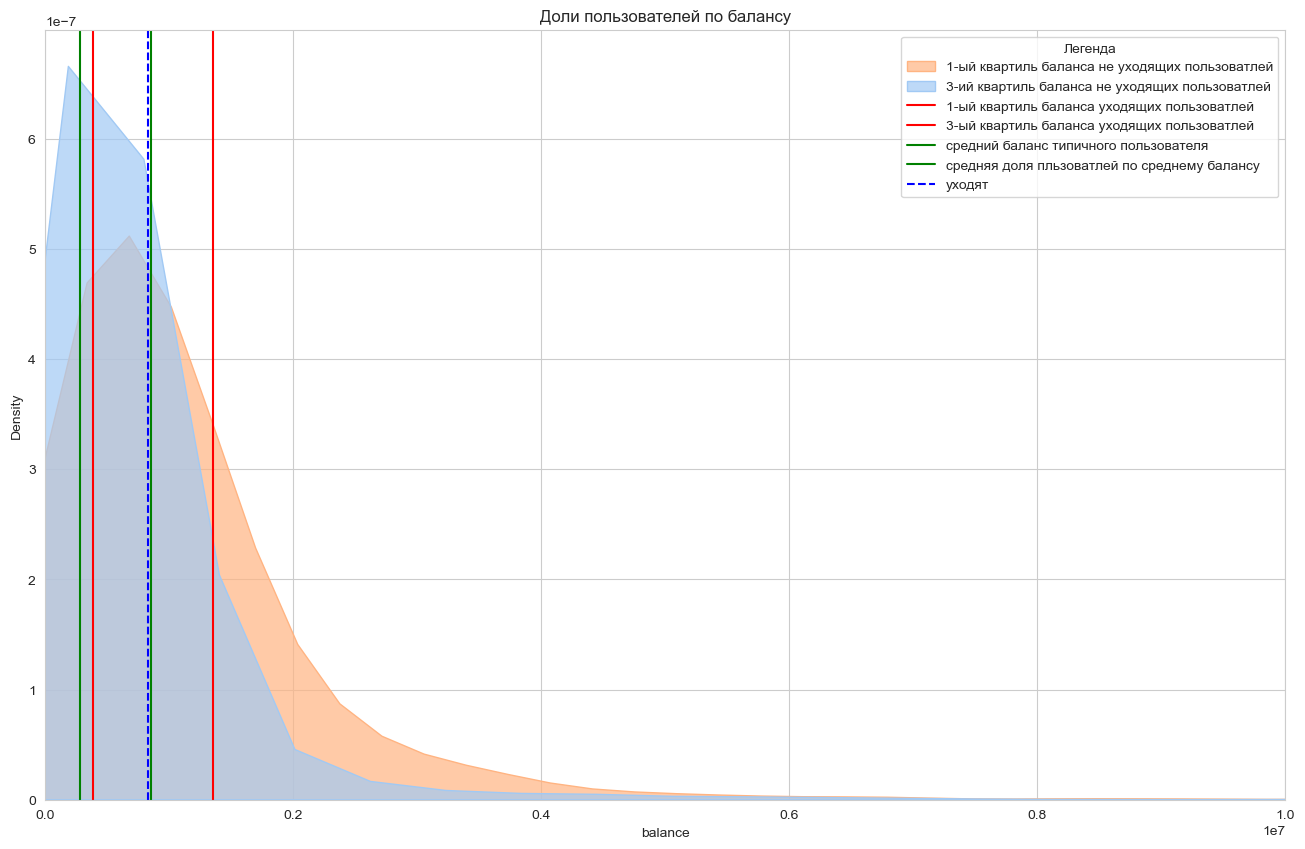 Доли пользователей по балансу
1e−7
Легенда
1-ый квартиль баланса не уходящих пользоватлей
3-ий квартиль баланса не уходящих пользоватлей
1-ый квартиль баланса уходящих пользоватлей
3-ый квартиль баланса уходящих пользоватлей
средний баланс типичного пользователя
средняя доля пльзоватлей по среднему балансу
уходят
6
5
4
3
2
1
0
Density
0.0
0.2
0.4
0.6
0.8
1.0
1e7
balance